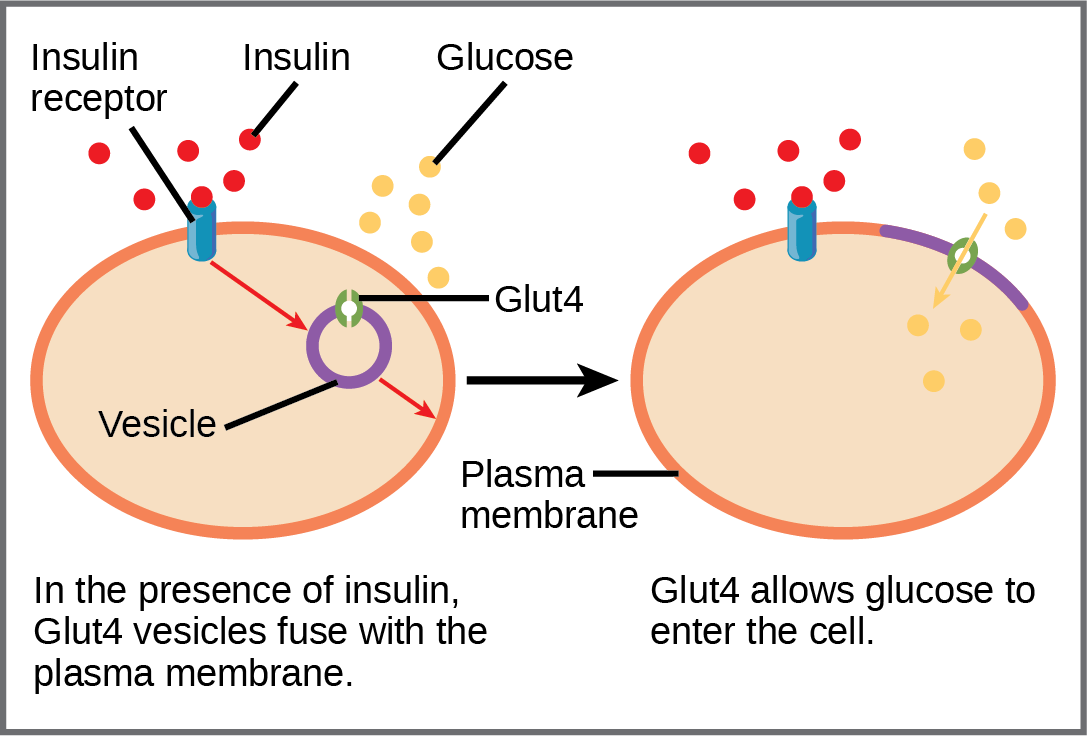 Insulin
receptor
Insulin
Glucose
Glut4
Vesicle
Plasma
membrane
In the presence of insulin,
Glut4 vesicles fuse with the
plasma membrane.
Glut4 allows glucose to
enter the cell.